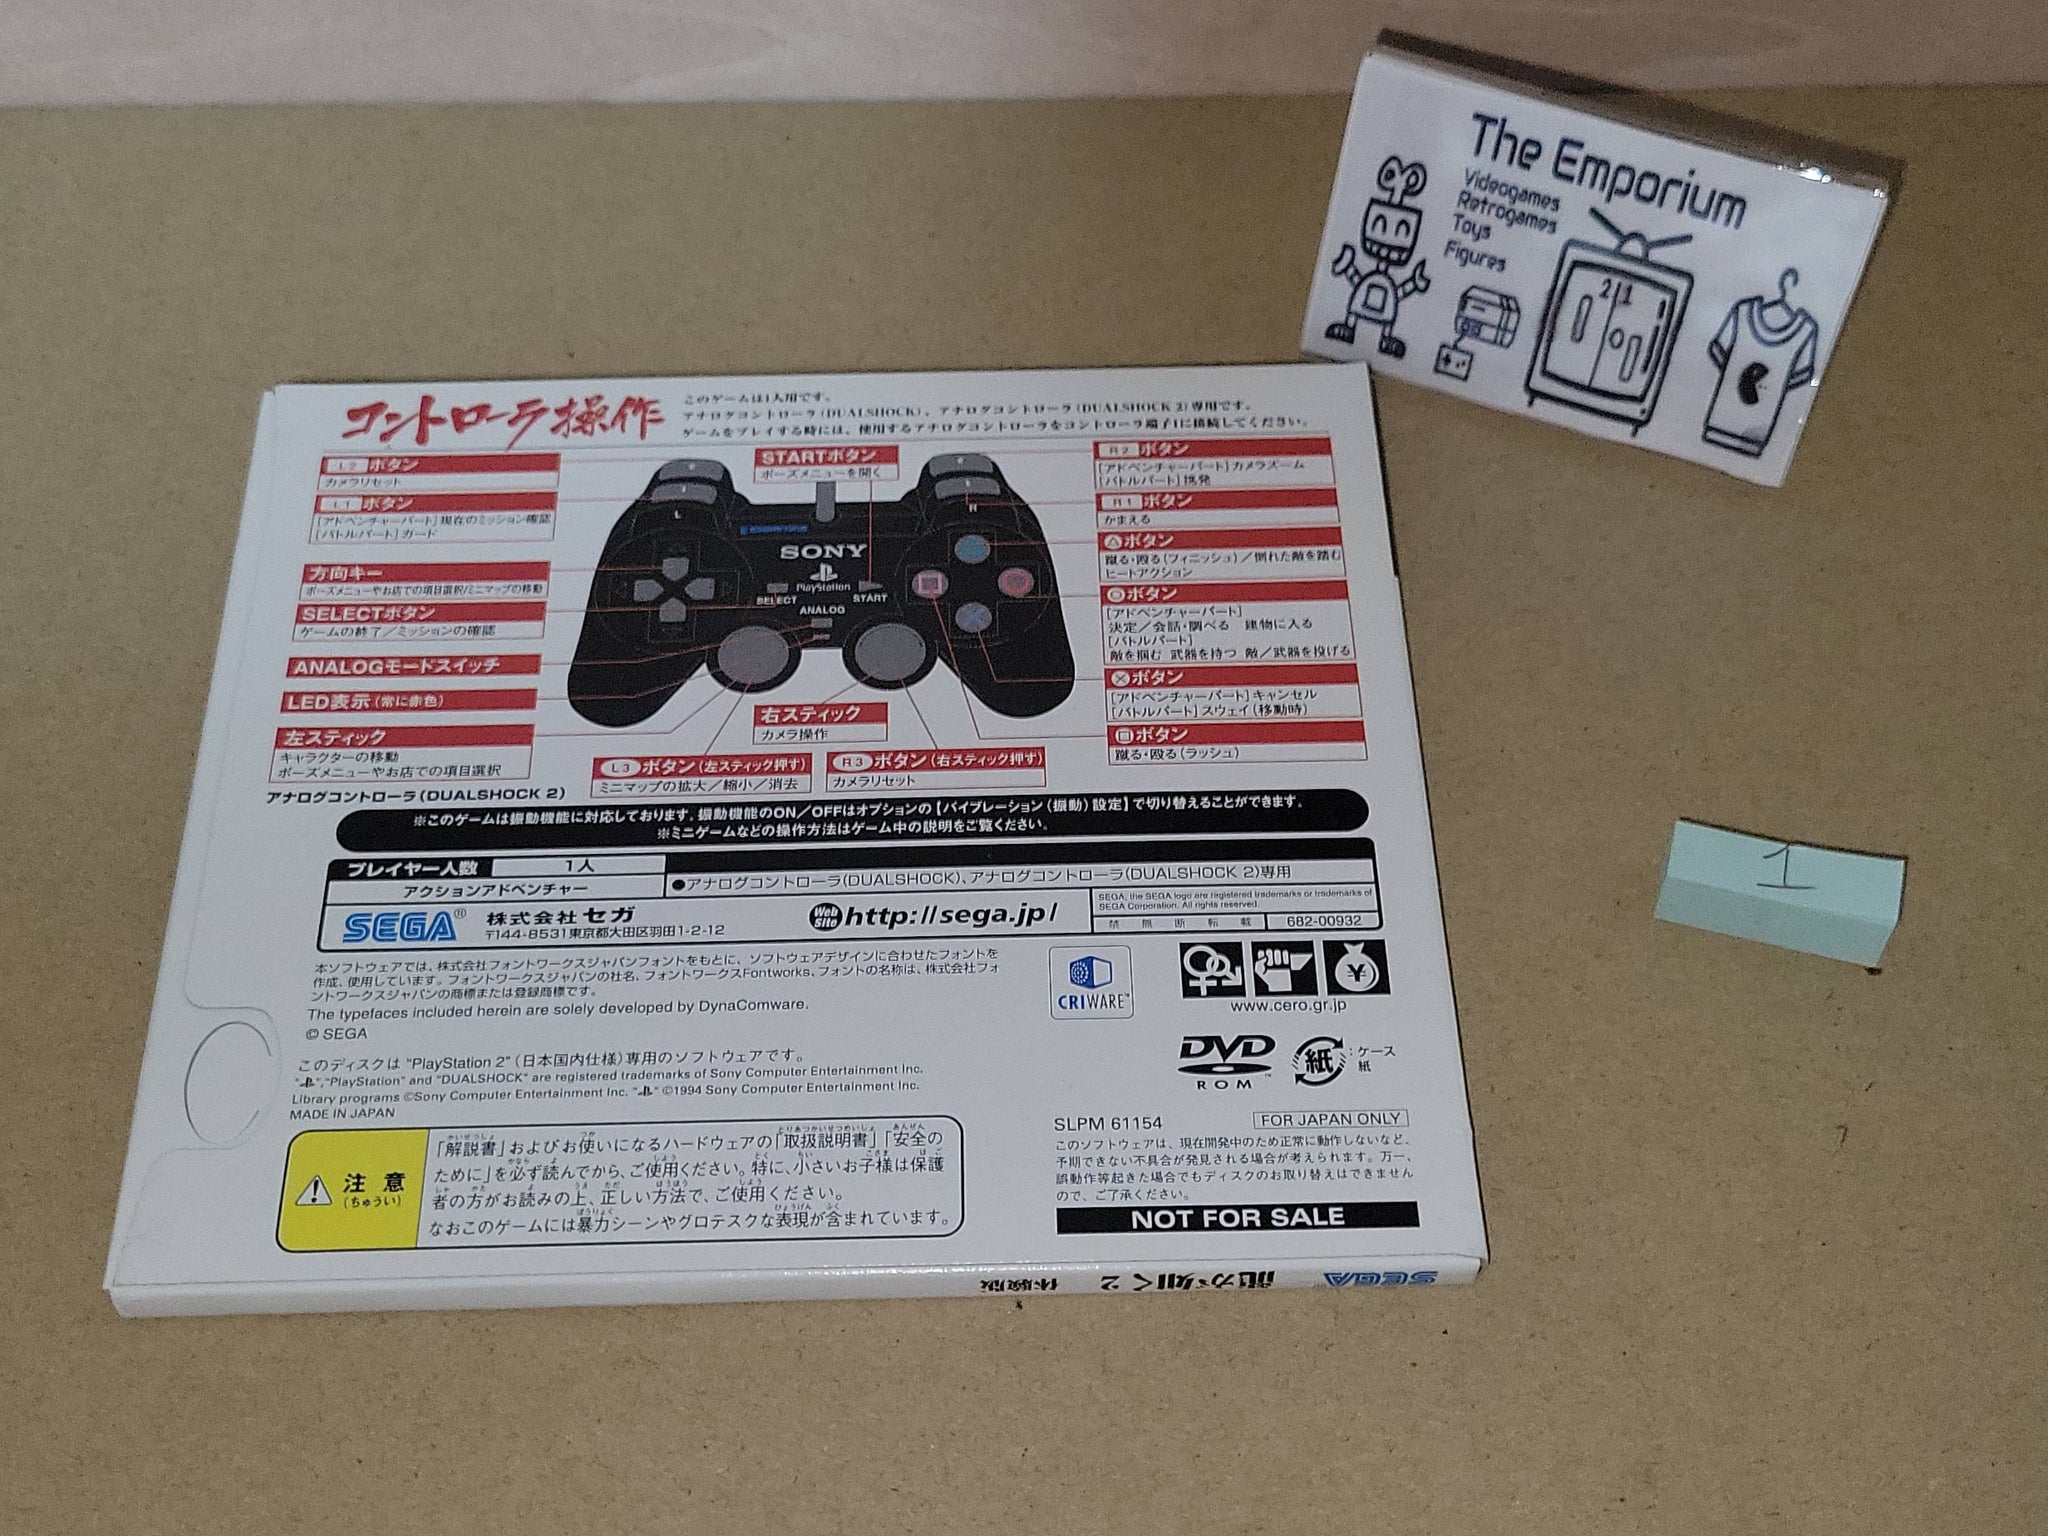 The Emporium
Videogames
Retrogames
Toys
Figures
21
1
コントローラ操作
このゲームは1人用です。
アナログコントローラ(DUALSHOCK)、アナログコントローラ(DUALSHOCK 2)専用です。
ゲームをプレイする時には、使用するアナログコントローラをコントローラ端子1に接続してください。
L2 ボタン
カメラリセット
L1 ボタン
[アドベンチャーパート] 現在のミッション確認
[バトルパート] ガード
方向キー
ポーズメニューやお店での項目選択/ミニマップの移動
SELECTボタン
ゲームの終了／ミッションの確認
ANALOGモードスイッチ
LED表示(常に赤色)
左スティック
キャラクターの移動
ポーズメニューやお店での項目選択
アナログコントローラ(DUALSHOCK 2)
STARTボタン
ポーズメニューを開く
L
R
SONY
PlayStation
SELECT
START
ANALOG
右スティック
カメラ操作
L3 ボタン(左スティック押す)
ミニマップの拡大／縮小／消去
R3 ボタン(右スティック押す)
カメラリセット
R2 ボタン
[アドベンチャーパート] カメラズーム
[バトルパート] 挑発
R1 ボタン
かまえる
△ボタン
蹴る・殴る(フィニッシュ)／倒れた敵を踏む
ヒートアクション
○ボタン
[アドベンチャーパート]
決定／会話・調べる 建物に入る
[バトルパート]
敵を掴む 武器を持つ 敵／武器を投げる
×ボタン
[アドベンチャーパート] キャンセル
[バトルパート] スウェイ(移動時)
□ボタン
蹴る・殴る(ラッシュ)
※このゲームは振動機能に対応しております。振動機能のON／OFFはオプションの【バイブレーション(振動)設定】で切り替えることができます。
※ミニゲームなどの操作方法はゲーム中の説明をご覧ください。
プレイヤー人数 1人
アクションアドベンチャー
●アナログコントローラ(DUALSHOCK)、アナログコントローラ(DUALSHOCK 2)専用
SEGA® 株式会社 セガ
〒144-8531東京都大田区羽田1-2-12
Web Site http://sega.jp/
SEGA, the SEGA logo are registered trademarks or trademarks of
SEGA Corporation. All rights reserved.
禁無断転載 682-00932
本ソフトウェアでは、株式会社フォントワークスジャパンフォントをもとに、ソフトウェアデザインに合わせたフォントを
作成、使用しています。フォントワークスジャパンの社名、フォントワークスFontworks、フォントの名称は、株式会社フォ
ントワークスジャパンの商標または登録商標です。
The typefaces included herein are solely developed by DynaComware.
© SEGA
CRIWARE™
www.cero.gr.jp
このディスクは "PlayStation 2" (日本国内仕様)専用のソフトウェアです。
" ","PlayStation" and "DUALSHOCK" are registered trademarks of Sony Computer Entertainment Inc.
Library programs ©Sony Computer Entertainment Inc. " " ©1994 Sony Computer Entertainment Inc.
MADE IN JAPAN
DVD
ROM
紙 : ケース
紙
注意
(ちゅうい)
「解説書」およびお使いになるハードウェアの「取扱説明書」「安全の
ために」を必ず読んでから、ご使用ください。特に、小さいお子様は保護
者の方がお読みの上、正しい方法で、ご使用ください。
なおこのゲームには暴力シーンやグロテスクな表現が含まれています。
SLPM 61154 FOR JAPAN ONLY
このソフトウェアは、現在開発中のため正常に動作しないなど、
予期できない不具合が発見される場合が考えられます。万一、
誤動作等起きた場合でもディスクのお取り替えはできません
ので、ご了承ください。
NOT FOR SALE
SEGA 龍が如く2 体験版